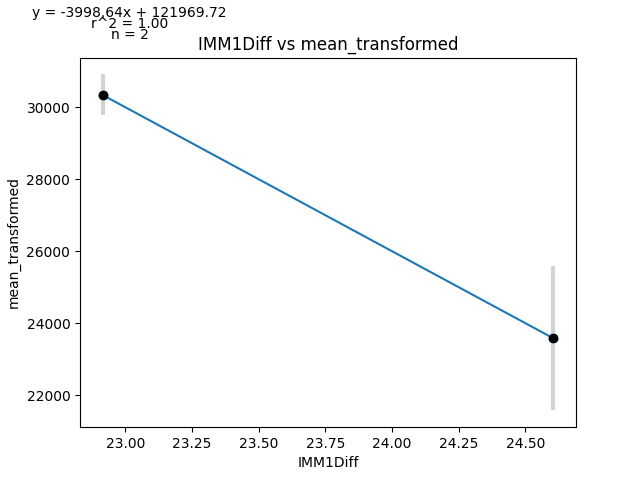 y = -3998.64x + 121969.72
r^2 = 1.00
n = 2
IMM1Diff vs mean_transformed
mean_transformed
30000
28000
26000
24000
22000
23.00 23.25 23.50 23.75 24.00 24.25 24.50
IMM1Diff